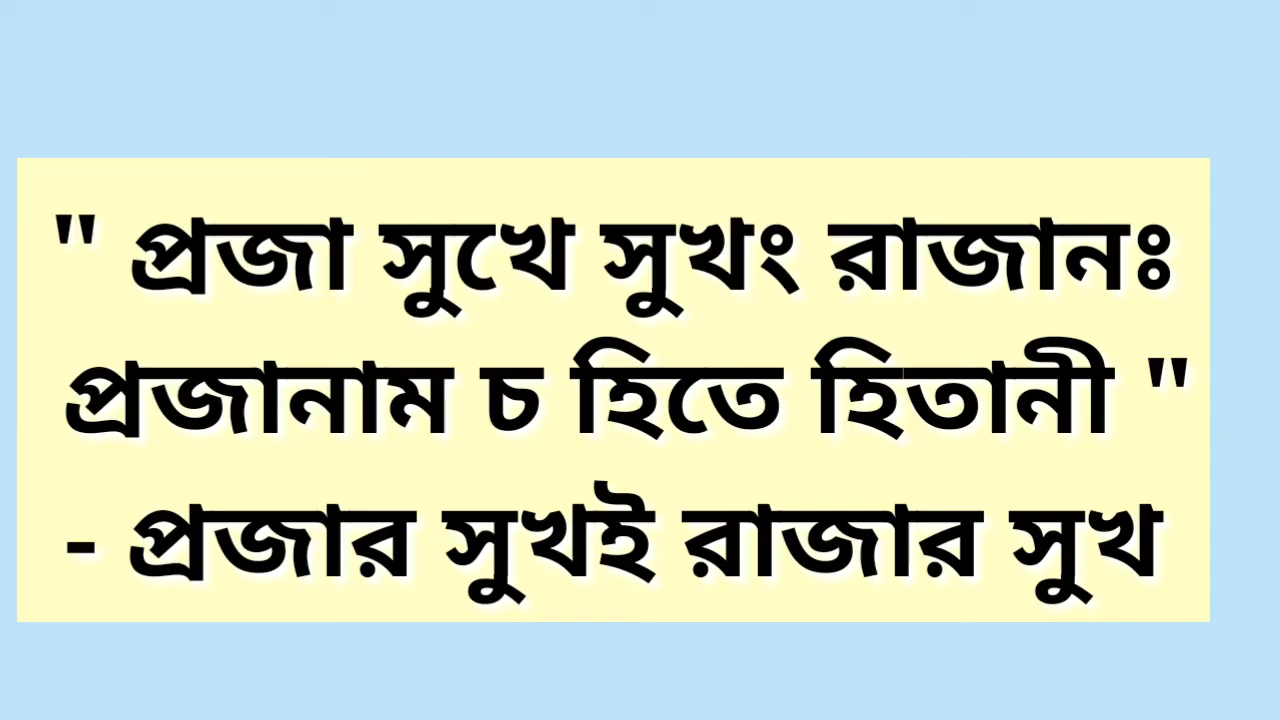 " প্রজা সুখে সুখং রাজানঃ
প্রজানাম চ হিতে হিতানী "
- প্রজার সুখই রাজার সুখ